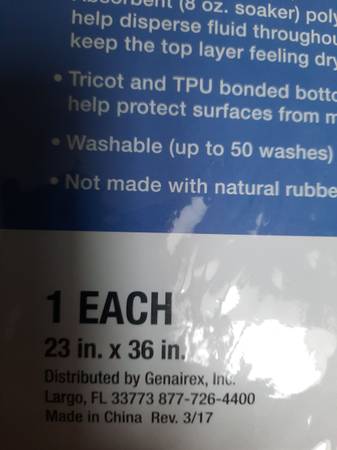 Absorbent (8 oz. soaker) poly
help disperse fluid throughou
keep the top layer feeling dry
• Tricot and TPU bonded botto
help protect surfaces from m
• Washable (up to 50 washes)
• Not made with natural rubbe
1 EACH
23 in. x 36 in.
Distributed by Genairex, Inc.
Largo, FL 33773 877-726-4400
Made in China Rev. 3/17